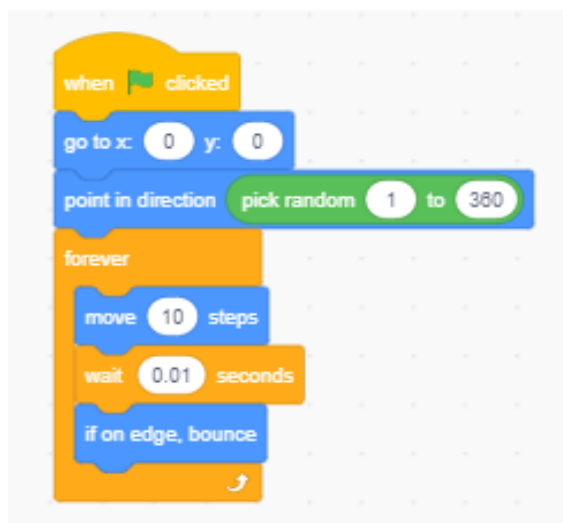 when clicked
go to x: 0 y: 0
point in direction pick random 1 to 360
forever
move 10 steps
wait 0.01 seconds
if on edge, bounce